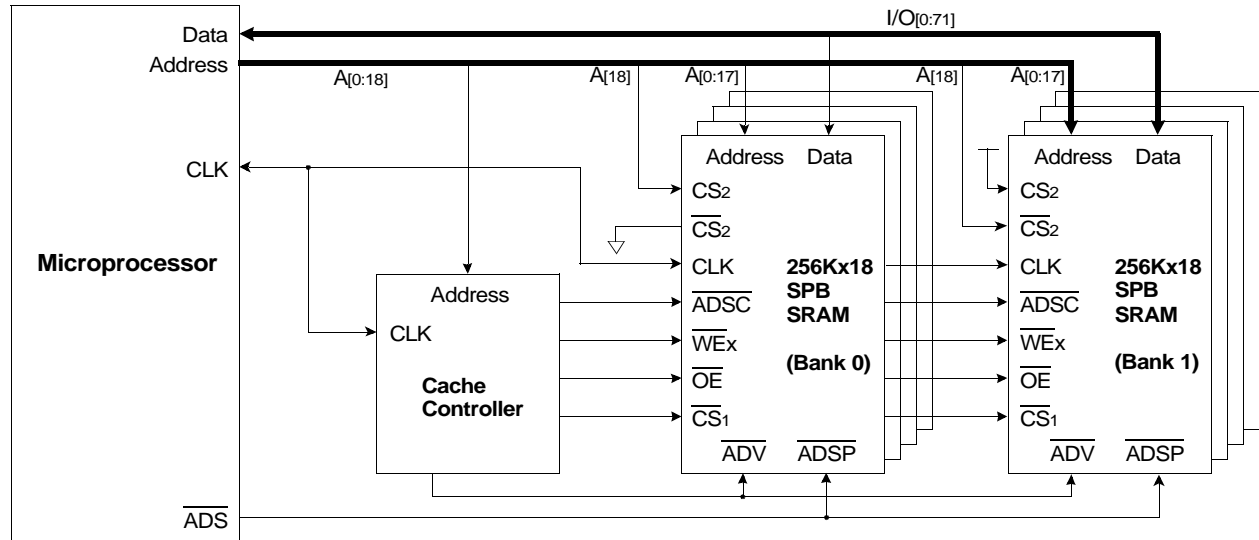 I/O[0:71]
Data
Address
A[0:18]
A[18]
A[0:17]
A[18]
A[0:17]
CLK
Microprocessor
ADS
Address
CLK
Cache
Controller
Address Data
CS2
CS2
CLK
ADSC
WEx
OE
CS1
ADV ADSP
256Kx18
SPB
SRAM
(Bank 0)
Address Data
CS2
CS2
CLK
ADSC
WEx
OE
CS1
ADV ADSP
256Kx18
SPB
SRAM
(Bank 1)